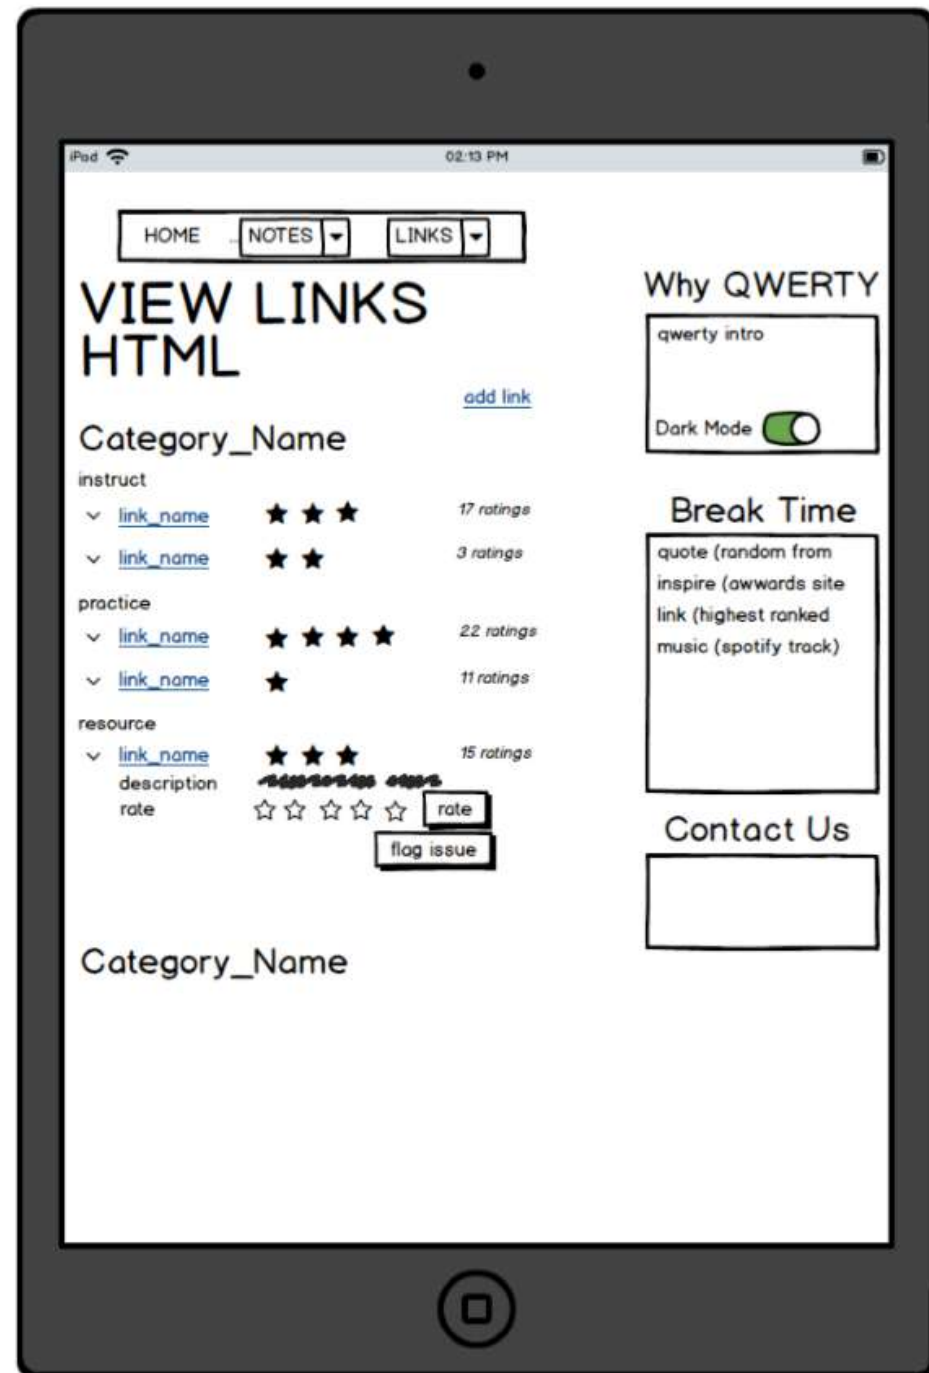 iPad 02:13 PM
HOME .. NOTES LINKS
VIEW LINKS
HTML
add link
Category_Name
instruct
link_name 17 ratings
link_name 3 ratings
practice
link_name 22 ratings
link_name 11 ratings
resource
link_name 15 ratings
description
rate rate
flag issue
Category_Name
Why QWERTY
qwerty intro
Dark Mode
Break Time
quote (random from
inspire (awwards site
link (highest ranked
music (spotify track)
Contact Us